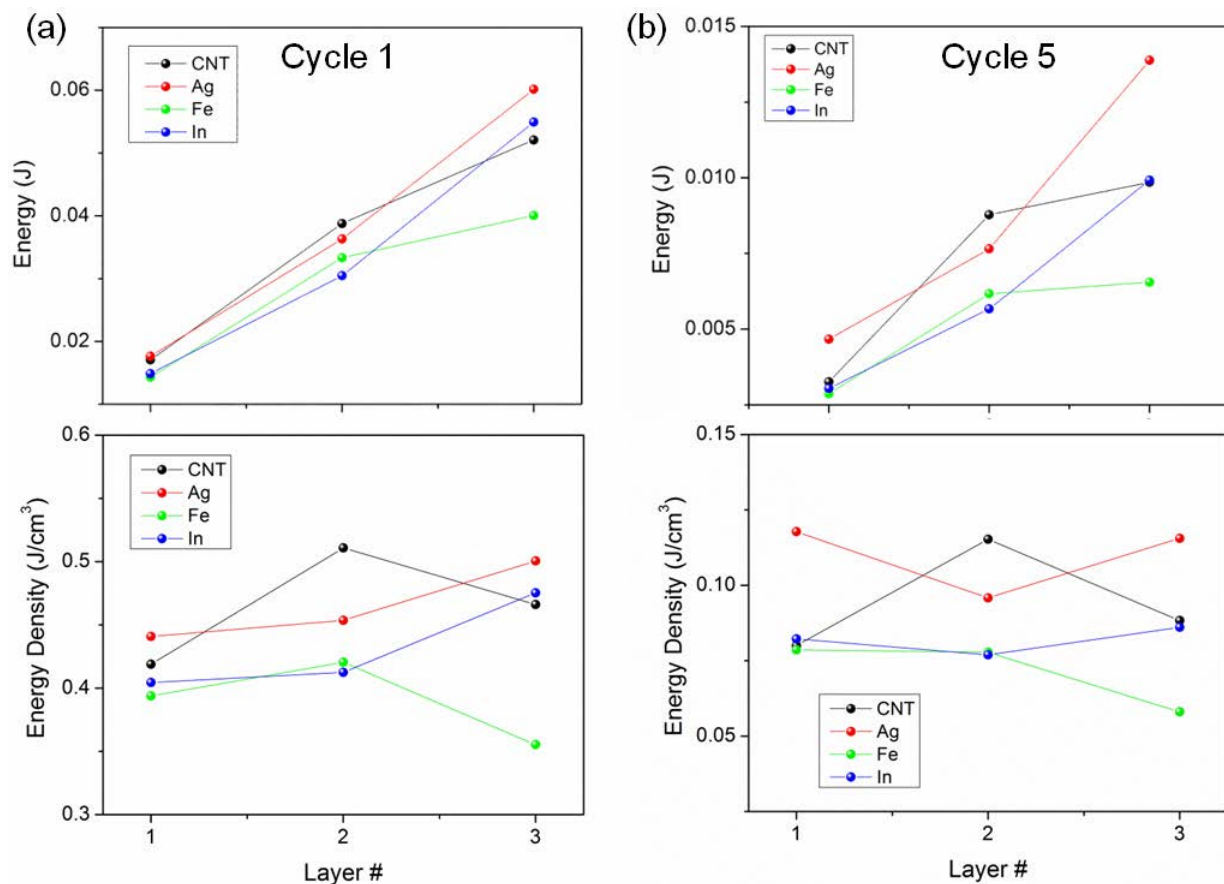 (a)
Cycle 1
CNT
Ag
Fe
In
Energy (J)
0.06
0.04
0.02
(b)
Cycle 5
CNT
Ag
Fe
In
Energy (J)
0.015
0.010
0.005
CNT
Ag
Fe
In
Energy Density (J/cm³)
0.6
0.5
0.4
0.3
1 2 3
Layer #
Energy Density (J/cm³)
0.15
0.10
0.05
CNT
Ag
Fe
In
1 2 3
Layer #